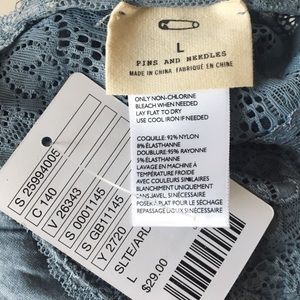 L
PINS AND NEEDLES
MADE IN CHINA FABRIQUÉ EN CHINE
ONLY NON-CHLORINE
BLEACH WHEN NEEDED
LAY FLAT TO DRY
USE COOL IRON IF NEEDED
COQUILLE: 92% NYLON
8% ÉLASTHANNE
DOUBLURE: 95% RAYONNE
5% ÉLASTHANNE
LAVAGE EN MACHINE À
TEMPÉRATURE FROIDE
AVEC COULEURS SIMILAIRES
BLANCHIMENT UNIQUEMENT
SANS JAVEL, SI NÉCESSAIRE
POSER À PLAT POUR LE SÉCHAGE
REPASSAGE DOUX SI NÉCESSAIRE
S 25994005
C 140
V 26343
S 0001145
S GB11145
Y 2720
SLTE/ARD
L
$29.00